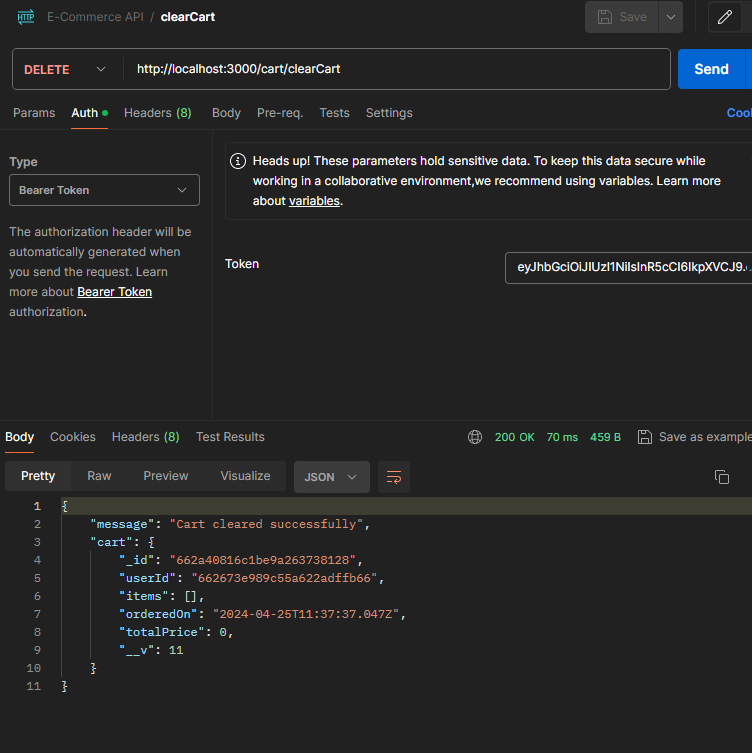 HTTP E-Commerce API / clearCart Save
DELETE http://localhost:3000/cart/clearCart Send
Params Auth Headers (8) Body Pre-req. Tests Settings
Type
Bearer Token
The authorization header will be
automatically generated when
you send the request. Learn
more about Bearer Token
authorization.
Heads up! These parameters hold sensitive data. To keep this data secure while
working in a collaborative environment,we recommend using variables. Learn more
about variables.
Token
Body Cookies Headers (8) Test Results 200 OK 70 ms 459 B Save as example
Pretty Raw Preview Visualize JSON
1 {
2 "message": "Cart cleared successfully",
3 "cart": {
4 "_id": "662a40816c1be9a263738128",
5 "userId": "662673e989c55a622adffb66",
6 "items": [],
7 "orderedOn": "2024-04-25T11:37:37.047Z",
8 "totalPrice": 0,
9 "__v": 11
10 }
11 }